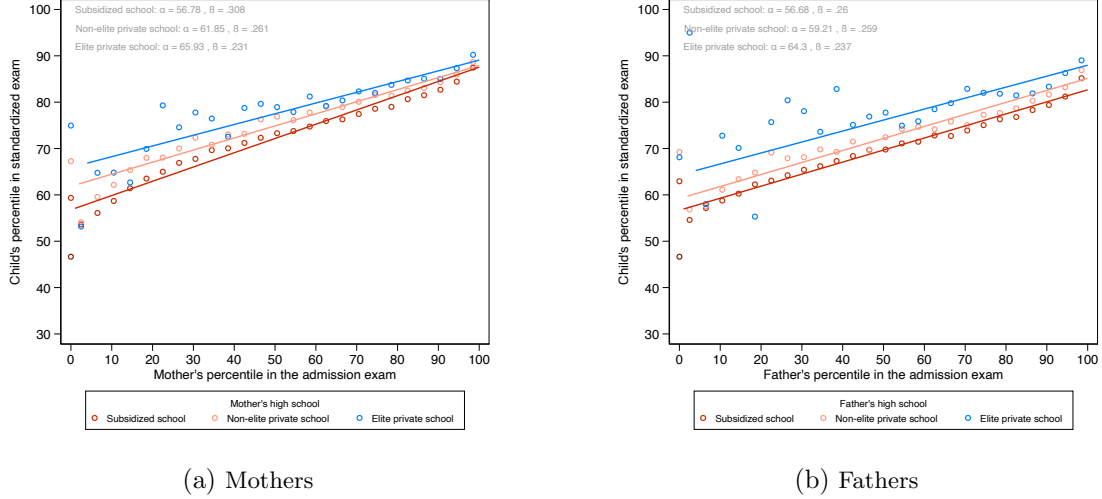 Subsidized school: α = 56.78 , ß = .308
Non-elite private school: α = 61.85 , ß = .261
Elite private school: α = 65.93 , ß = .231
Child's percentile in standardized exam
100
90
80
70
60
50
40
30
0 10 20 30 40 50 60 70 80 90 100
Mother's percentile in the admission exam
Mother's high school
Subsidized school Non-elite private school Elite private school
(a) Mothers
Subsidized school: α = 56.68 , ß = .26
Non-elite private school: α = 59.21 , ß = .259
Elite private school: α = 64.3 , ß = .237
Child's percentile in standardized exam
100
90
80
70
60
50
40
30
0 10 20 30 40 50 60 70 80 90 100
Father's percentile in the admission exam
Father's high school
Subsidized school Non-elite private school Elite private school
(b) Fathers